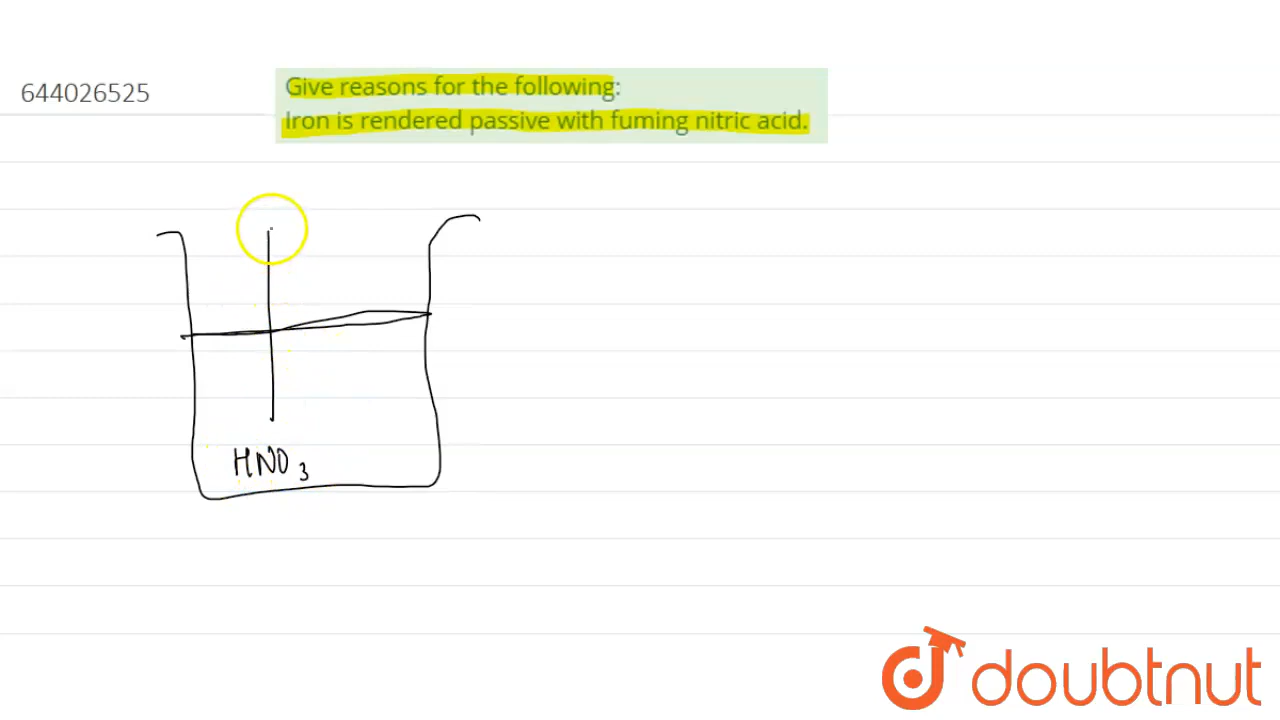 644026525
Give reasons for the following:
Iron is rendered passive with fuming nitric acid.
HNO3
doubtnut